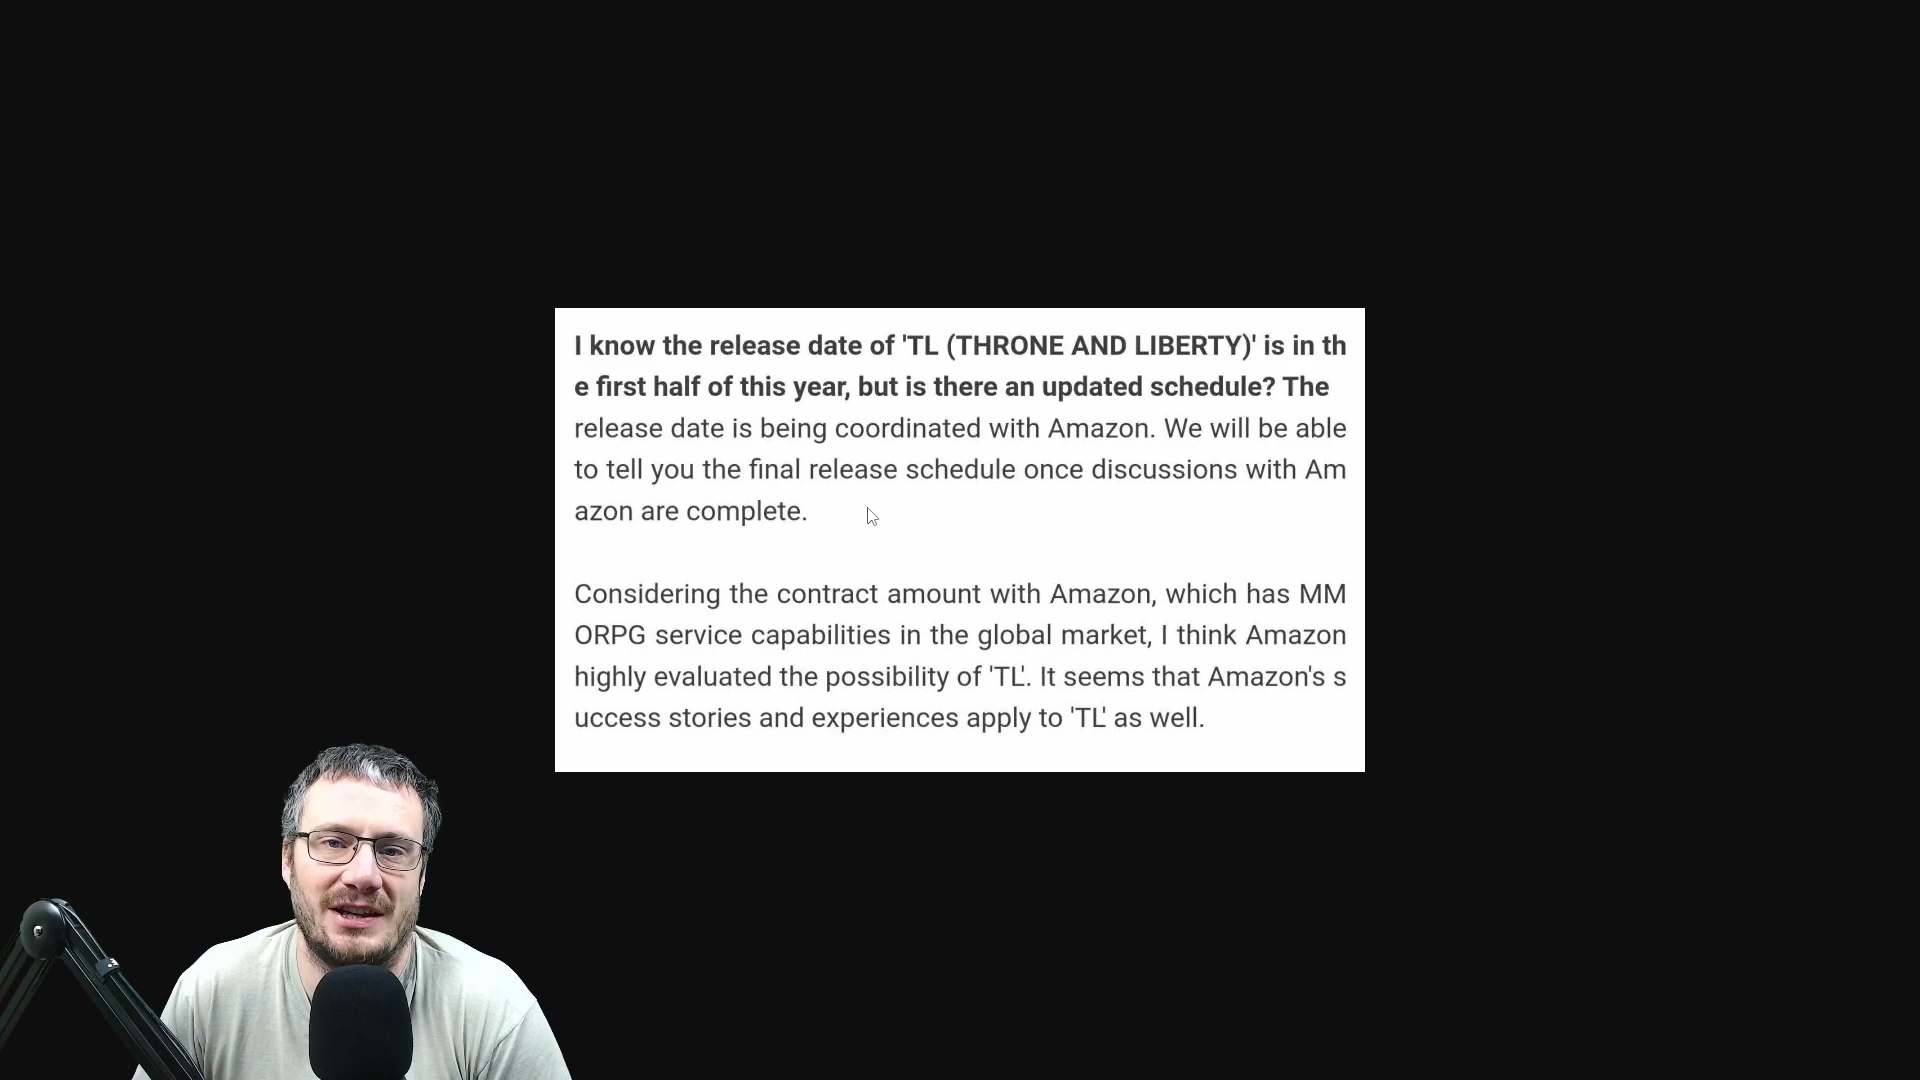 I know the release date of 'TL (THRONE AND LIBERTY)' is in th
e first half of this year, but is there an updated schedule? The
release date is being coordinated with Amazon. We will be able
to tell you the final release schedule once discussions with Am
azon are complete.
Considering the contract amount with Amazon, which has MM
ORPG service capabilities in the global market, I think Amazon
highly evaluated the possibility of 'TL'. It seems that Amazon's s
uccess stories and experiences apply to 'TL' as well.